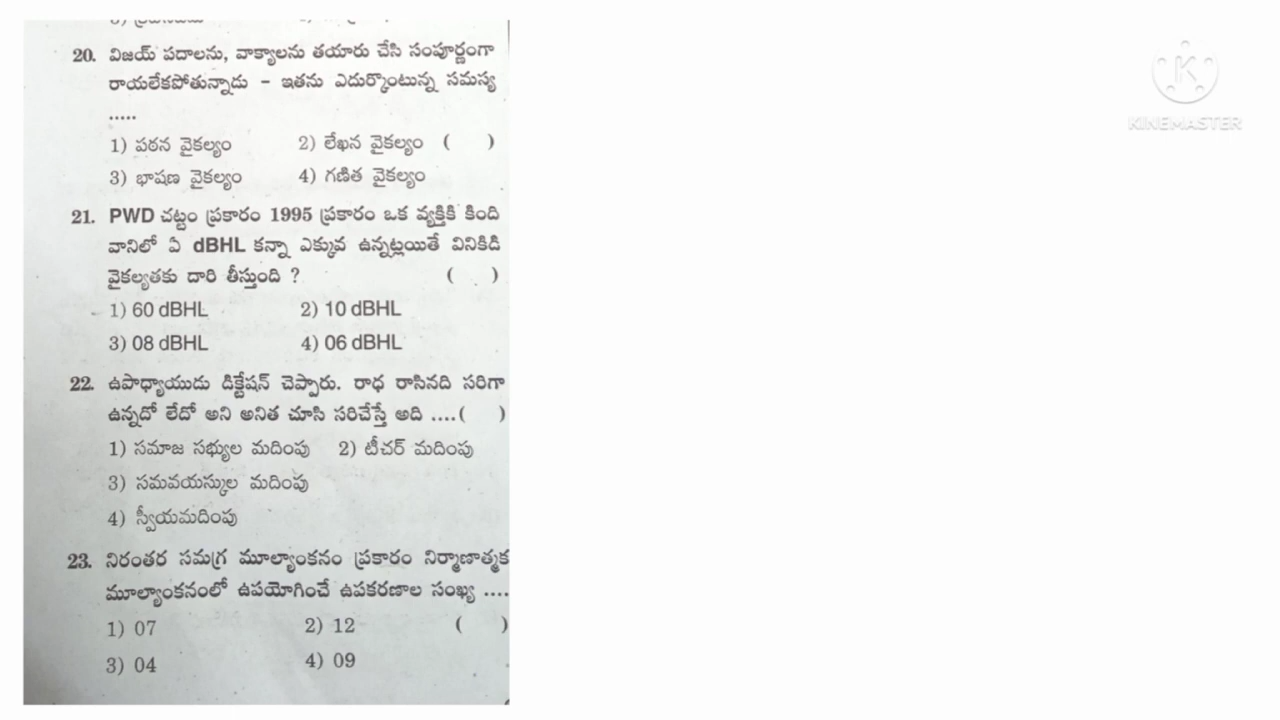 20. విజయ్ పదాలను, వాక్యాలను తయారు చేసి సంపూర్ణంగా
రాయలేకపోతున్నాడు - ఇతను ఎదుర్కొంటున్న సమస్య
.....
1) పఠన వైకల్యం 2) లేఖన వైకల్యం ( )
3) భాషణ వైకల్యం 4) గణిత వైకల్యం
21. PWD చట్టం ప్రకారం 1995 ప్రకారం ఒక వ్యక్తికి కింది
వానిలో ఏ dBHL కన్నా ఎక్కువ ఉన్నట్లయితే వినికిడి
వైకల్యతకు దారి తీస్తుంది ? ( )
1) 60 dBHL 2) 10 dBHL
3) 08 dBHL 4) 06 dBHL
22. ఉపాధ్యాయుడు డిక్టేషన్ చెప్పారు. రాధ రాసినది సరిగా
ఉన్నదో లేదో అని అనిత చూసి సరిచేస్తే అది ....( )
1) సమాజ సభ్యుల మదింపు 2) టీచర్ మదింపు
3) సమవయస్కుల మదింపు
4) స్వీయమదింపు
23. నిరంతర సమగ్ర మూల్యాంకనం ప్రకారం నిర్మాణాత్మక
మూల్యాంకనంలో ఉపయోగించే ఉపకరణాల సంఖ్య ....
1) 07 2) 12 ( )
3) 04 4) 09
K
KINEMASTER